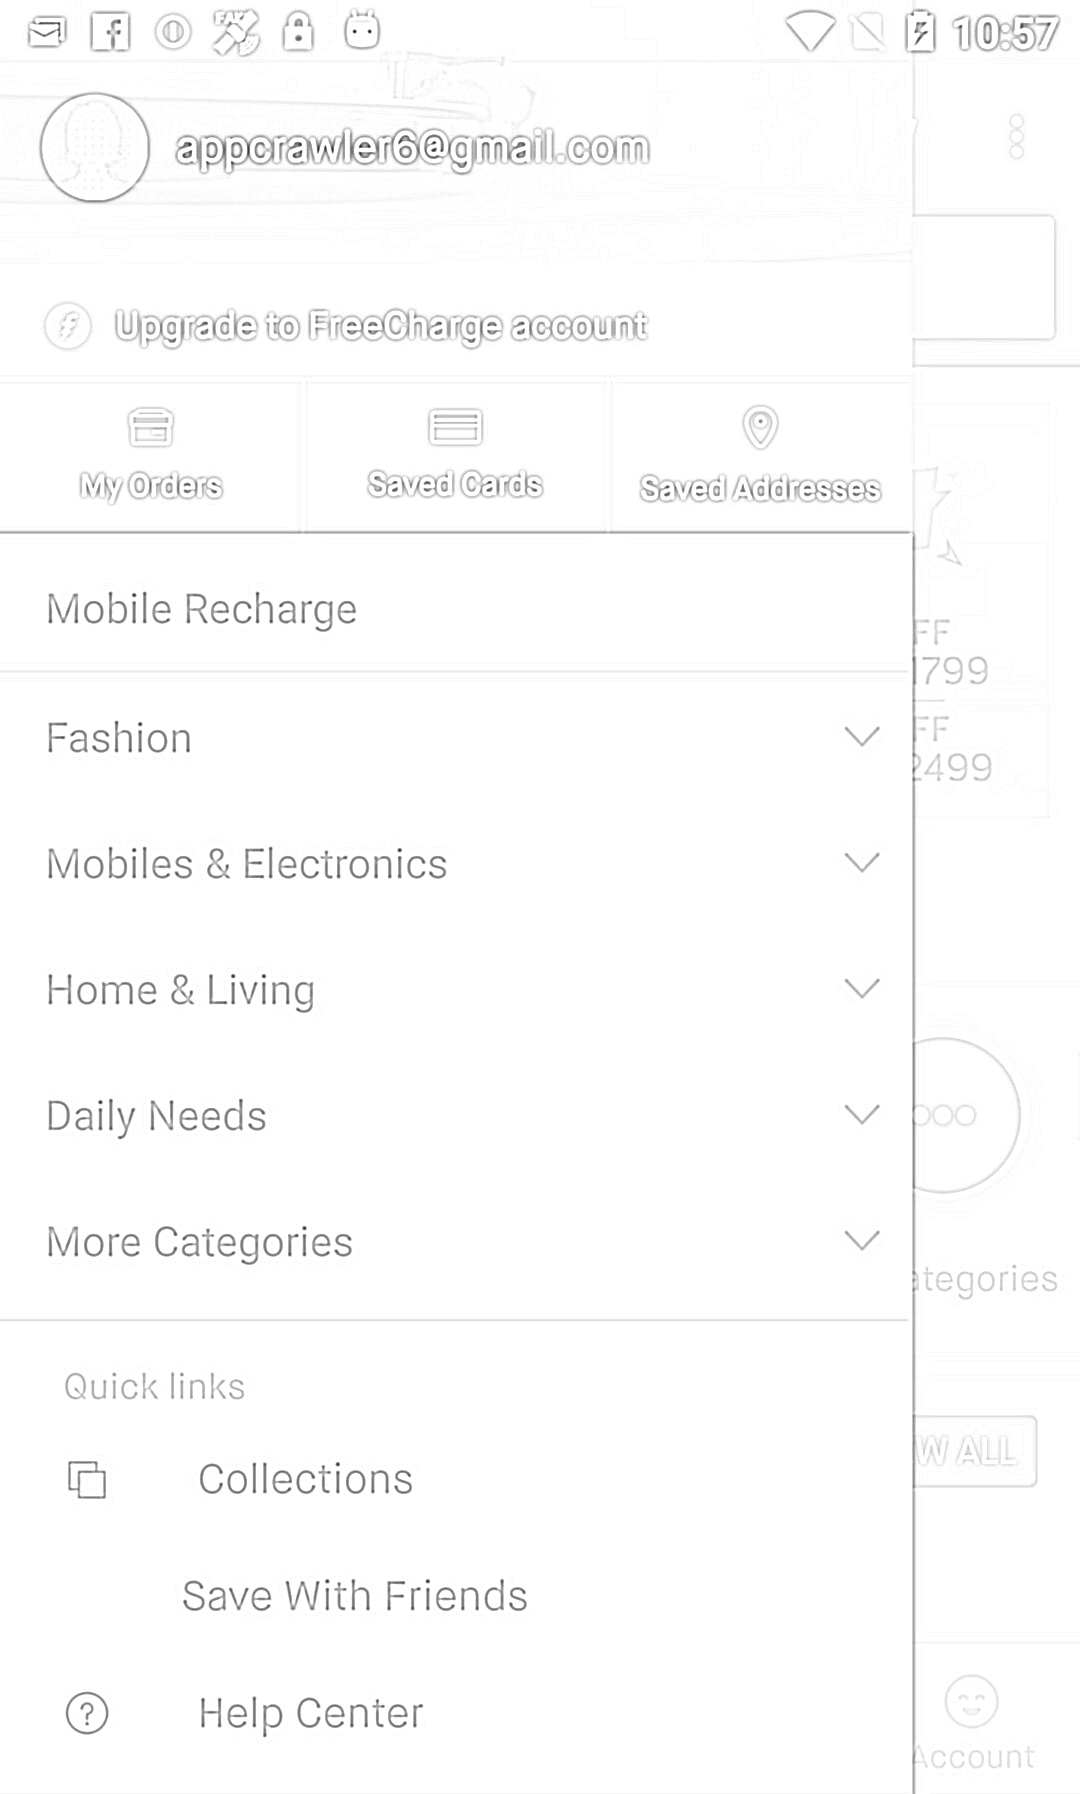 10:57
appcrawler6@gmail.com
Upgrade to FreeCharge account
My Orders
Saved Cards
Saved Addresses
Mobile Recharge
FF
1799
Fashion
FF
2499
Mobiles & Electronics
Home & Living
Daily Needs
More Categories
ategories
Quick links
W ALL
Collections
Save With Friends
Help Center
Account